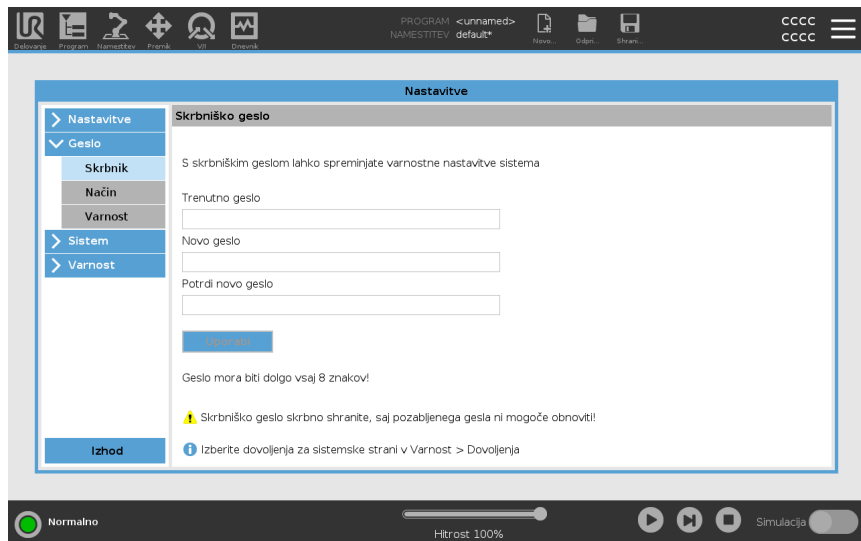 PROGRAM <unnamed>
NAMESTITEV default*
CCCC
CCCC
Delovanje Program Namestitev Premik V/I Dnevnik Novo... Odpri... Shrani...
Nastavitve
Nastavitve
Geslo
Skrbnik
Način
Varnost
Sistem
Varnost
Izhod
Skrbniško geslo
S skrbniškim geslom lahko spreminjate varnostne nastavitve sistema
Trenutno geslo
Novo geslo
Potrdi novo geslo
Uporabi
Geslo mora biti dolgo vsaj 8 znakov!
Skrbniško geslo skrbno shranite, saj pozabljenega gesla ni mogoče obnoviti!
Izberite dovoljenja za sistemske strani v Varnost > Dovoljenja
Normalno
Hitrost 100%
Simulacija